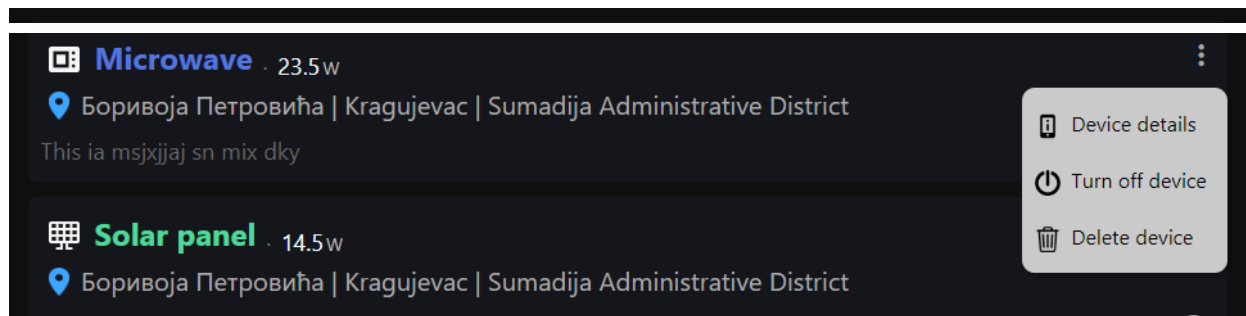 Microwave · 23.5 W
Боривоја Петровића | Kragujevac | Sumadija Administrative District
This ia msjxjjaj sn mix dky
Device details
Turn off device
Delete device
Solar panel · 14.5 W
Боривоја Петровића | Kragujevac | Sumadija Administrative District